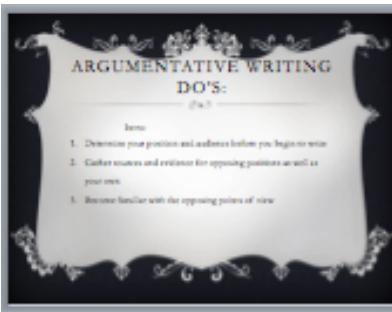 ARGUMENTATIVE WRITING
DO'S:
1. Determine your position and audience before you begin to write
2. Gather sources and evidence for opposing positions as well as
your own
3. Become familiar with the opposing points of view